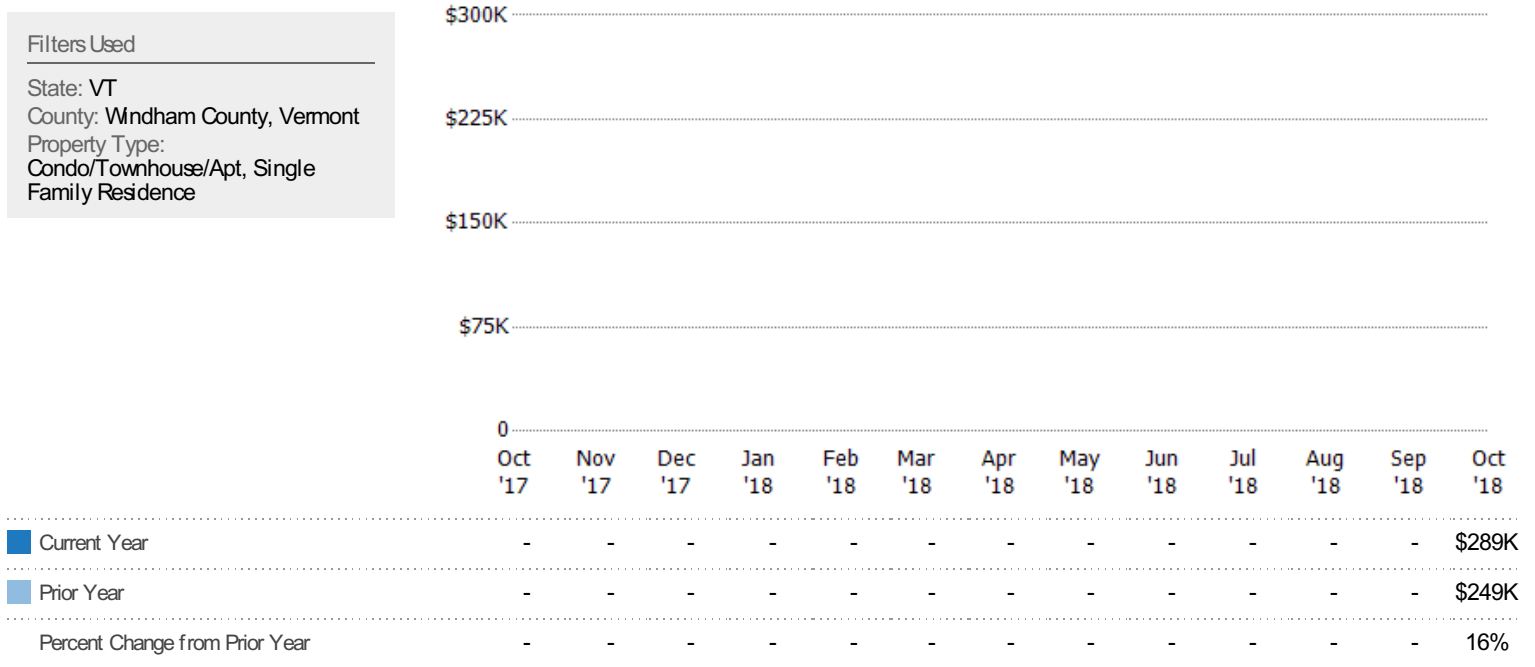 Filters Used
State: VT
County: Windham County, Vermont
Property Type:
Condo/Townhouse/Apt, Single
Family Residence
$300K
$225K
$150K
$75K
0
Oct Nov Dec Jan Feb Mar Apr May Jun Jul Aug Sep Oct
'17 '17 '17 '18 '18 '18 '18 '18 '18 '18 '18 '18 '18
Current Year - - - - - - - - - - - - $289K
Prior Year - - - - - - - - - - - - $249K
Percent Change from Prior Year - - - - - - - - - - - - 16%